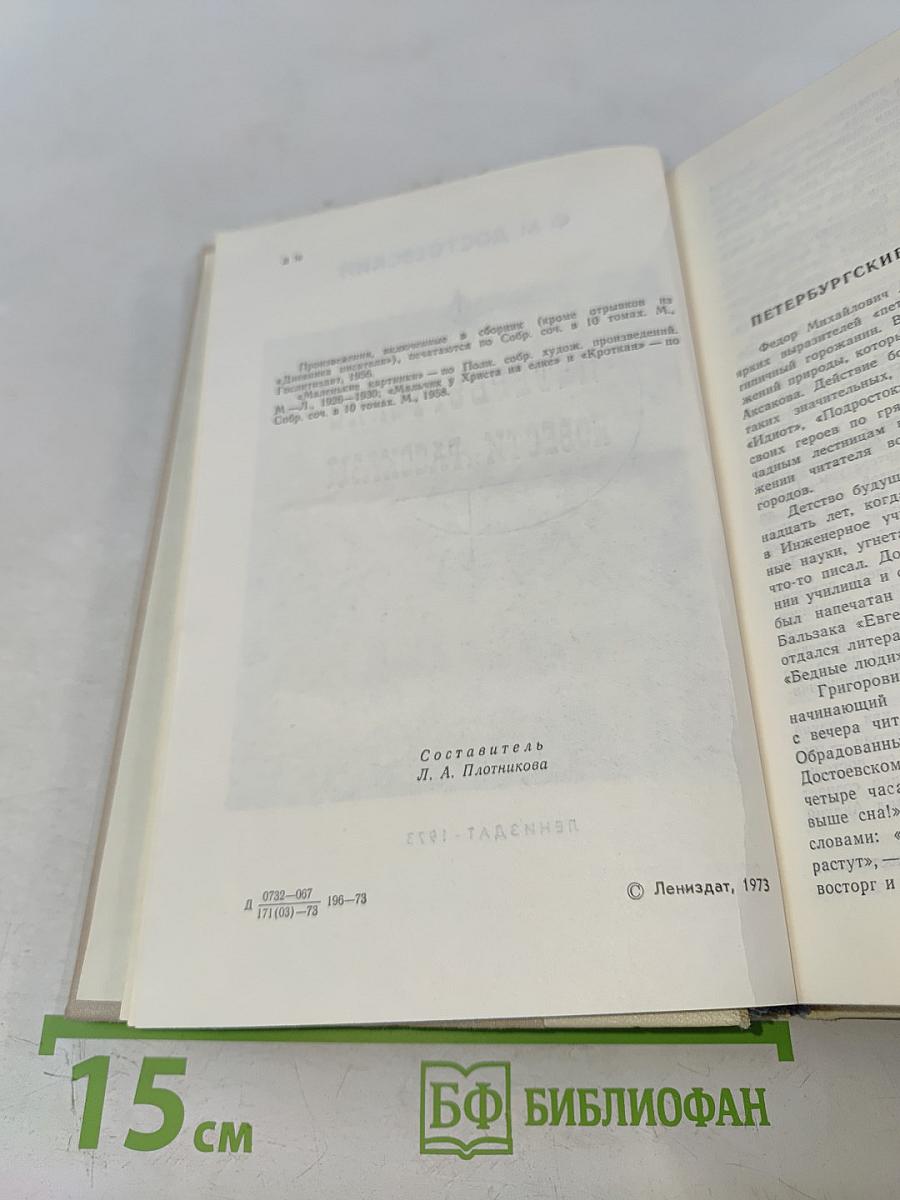 Произведения, включенные в сборник (кроме отрывков из
«Дневника писателя»), печатаются по Собр. соч. в 10 томах. М.,
Гослитиздат, 1956.
«Маленькие картинки» — по Полн. собр. худож. произведений.
М—Л., 1926—1930; «Мальчик у Христа на елке» и «Кроткая» — по
Собр. соч. в 10 томах. М., 1958.
Составитель
Л. А. Плотникова
ЛЕНИЗДАТ · 1973
Д 0732—067
171(03)—73 196—73
© Лениздат, 1973
ПЕТЕРБУРГСКИЕ
Федор Михайлович
ярких выразителей «пет
типичный горожанин. В
жений природы, которы
Аксакова. Действие бо
таких значительных,
«Идиот», «Подросток»
своих героев по гря
чадным лестницам
жении читателя во
городов.
Детство будущ
надцать лет, когд
в Инженерное уч
ные науки, угнета
что-то писал. До
нии училища и с
был напечатан
Бальзака «Евге
отдался литера
«Бедные люди»
Григорови
начинающий
с вечера чит
Обрадованны
Достоевском
четыре часа
выше сна!»
словами: «
растут», —
восторг и
15 см
БФ БИБЛИОФАН